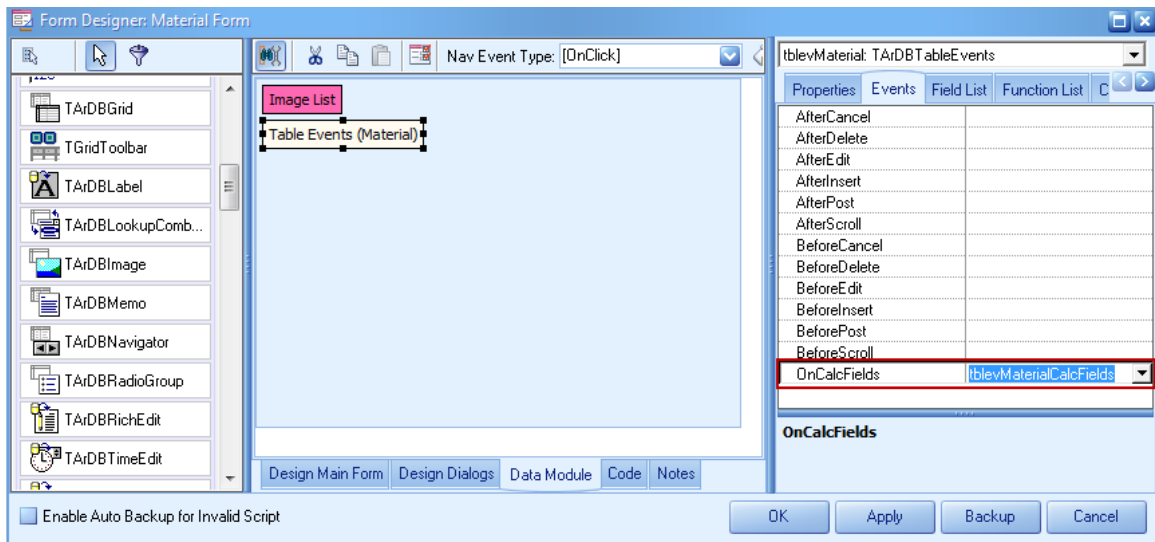 Form Designer: Material Form
Nav Event Type: [OnClick]
tblevMaterial: TArDBTableEvents
TArDBGrid
TGridToolbar
TArDBLabel
TArDBLookupComb...
TArDBImage
TArDBMemo
TArDBNavigator
TArDBRadioGroup
TArDBRichEdit
TArDBTimeEdit
Image List
Table Events (Material)
Design Main Form Design Dialogs Data Module Code Notes
Properties Events Field List Function List C
AfterCancel
AfterDelete
AfterEdit
AfterInsert
AfterPost
AfterScroll
BeforeCancel
BeforeDelete
BeforeEdit
BeforeInsert
BeforePost
BeforeScroll
OnCalcFields tblevMaterialCalcFields
OnCalcFields
Enable Auto Backup for Invalid Script
OK Apply Backup Cancel